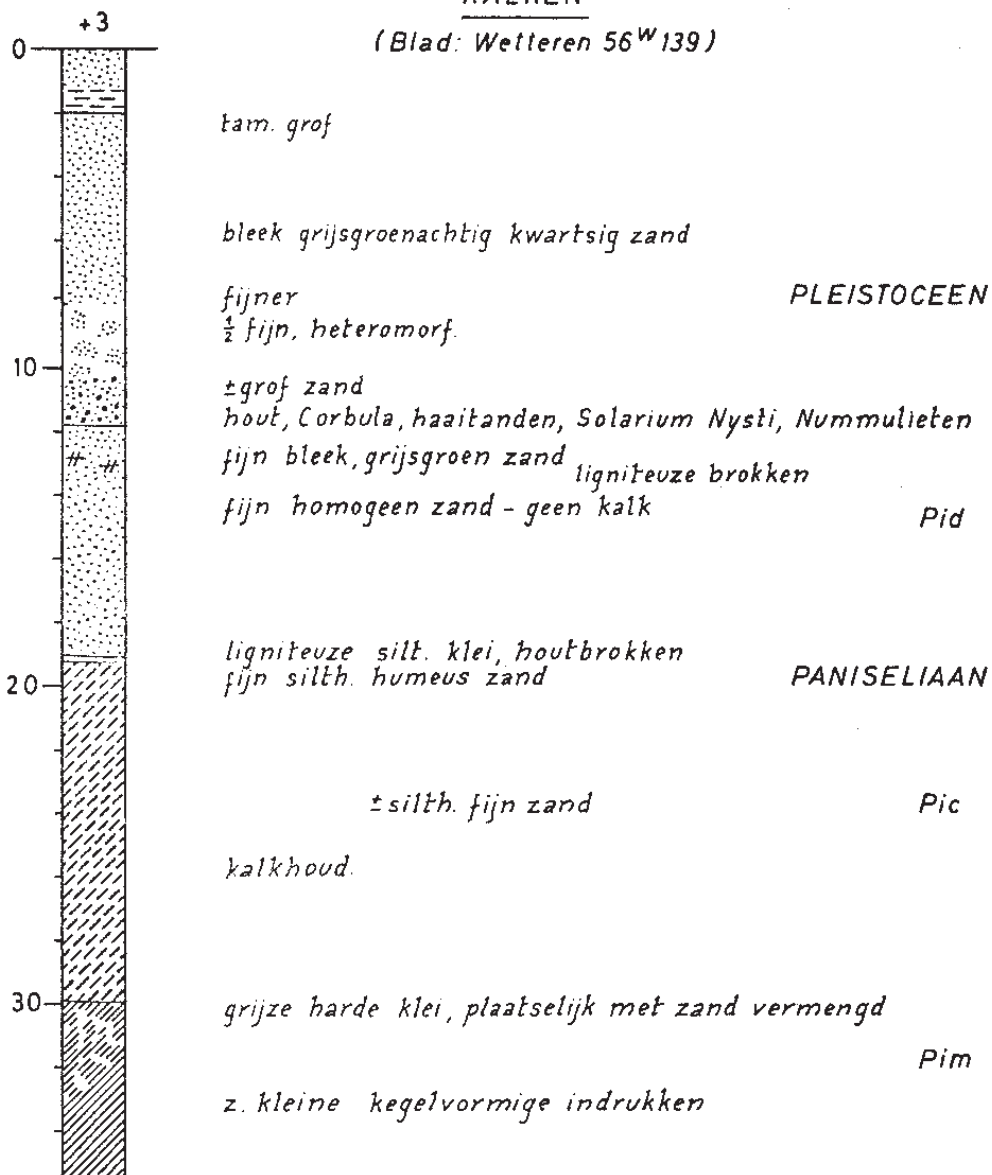 +3
0
(Blad: Wetteren 56W 139)
tam. grof
bleek grijsgroenachtig kwartsig zand
fijner
PLEISTOCEEN
½ fijn, heteromorf.
10
±grof zand
hout, Corbula, haaitanden, Solarium Nysti, Nummulieten
fijn bleek, grijsgroen zand
ligniteuze brokken
fijn homogeen zand - geen kalk
Pid
ligniteuze silt. klei, houtbrokken
20
fijn silth. humeus zand
PANISELIAAN
± silth. fijn zand
Pic
kalkhoud.
30
grijze harde klei, plaatselijk met zand vermengd
Pim
z. kleine kegelvormige indrukken